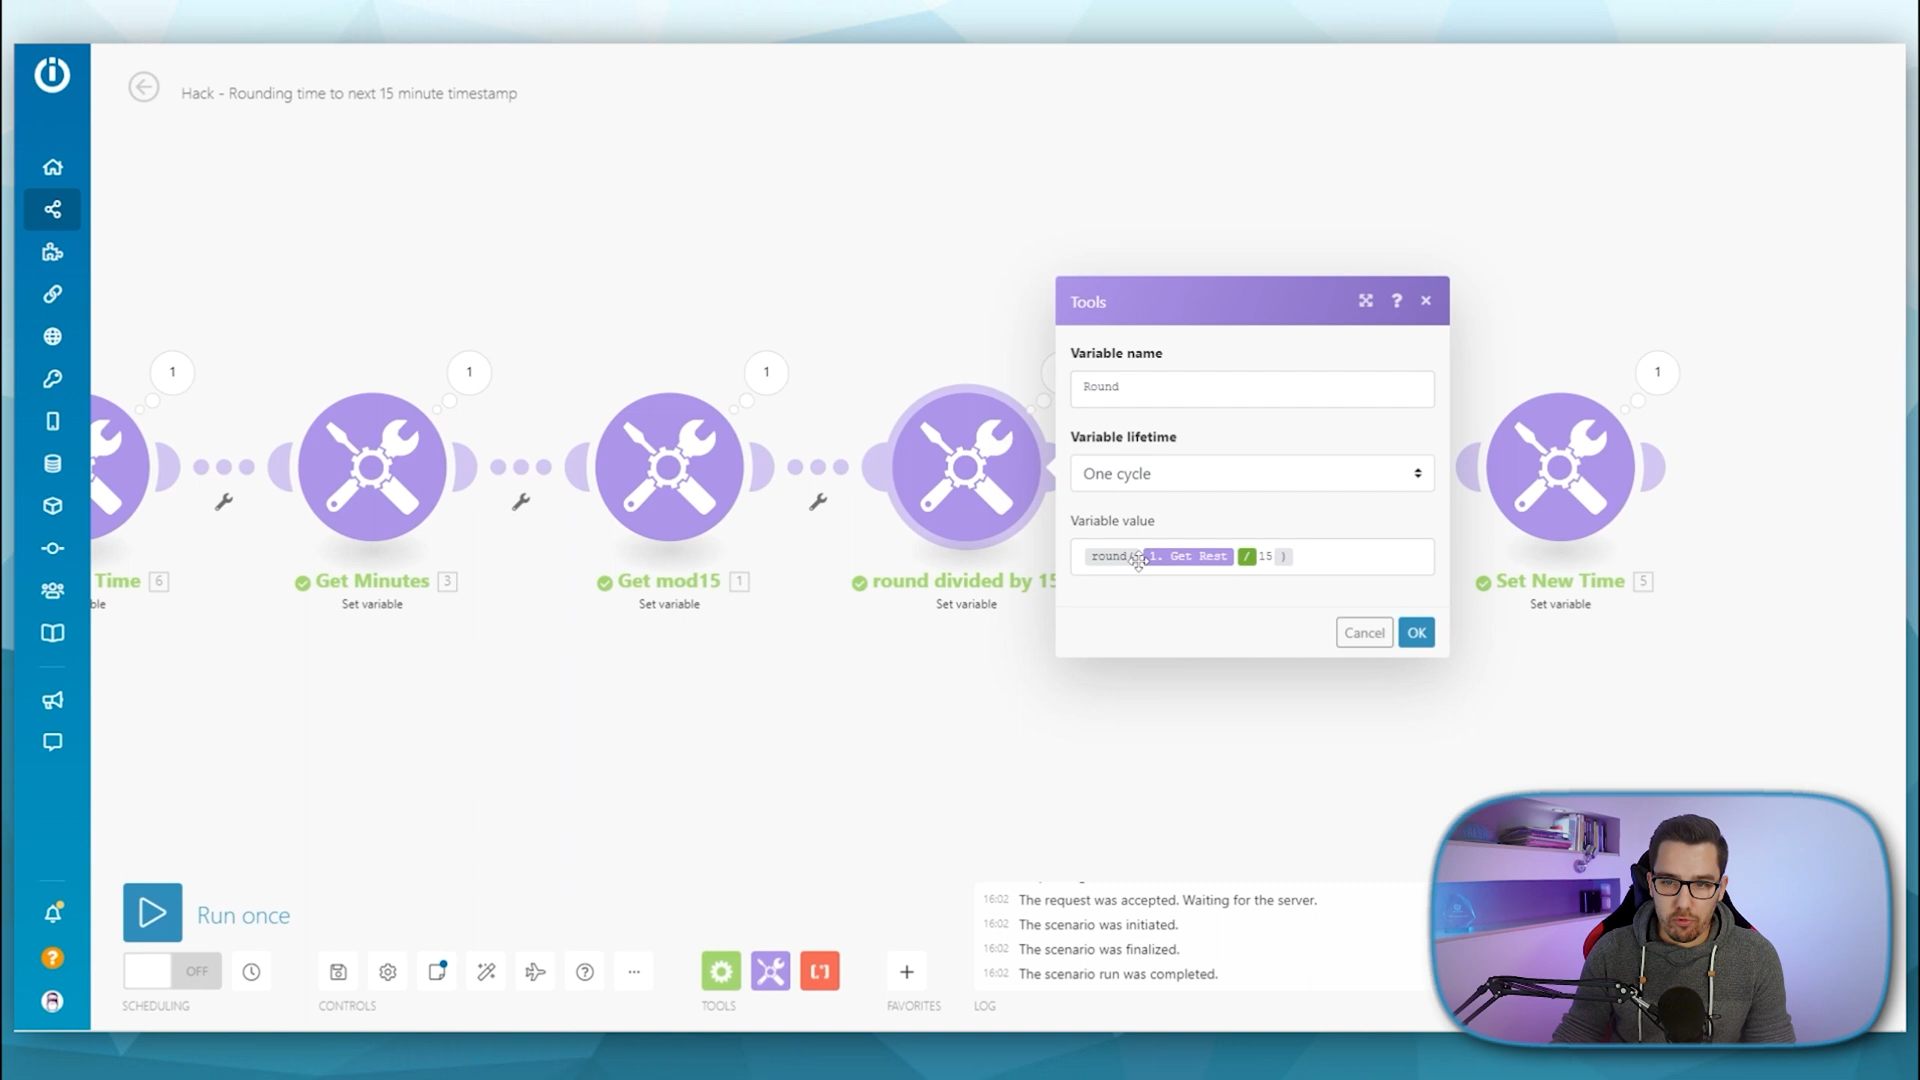 Hack - Rounding time to next 15 minute timestamp
Tools
?
Variable name
Round
Variable lifetime
One cycle
Variable value
round( 1. Get Rest / 15 )
Cancel
OK
1
1
1
1
Time 6
Get Minutes 3
Set variable
Get mod15 1
Set variable
round divided by 15
Set variable
Set New Time 5
Set variable
ble
Run once
OFF
SCHEDULING
CONTROLS
TOOLS
FAVORITES
LOG
16:02 The request was accepted. Waiting for the server.
16:02 The scenario was initiated.
16:02 The scenario was finalized.
16:02 The scenario run was completed.